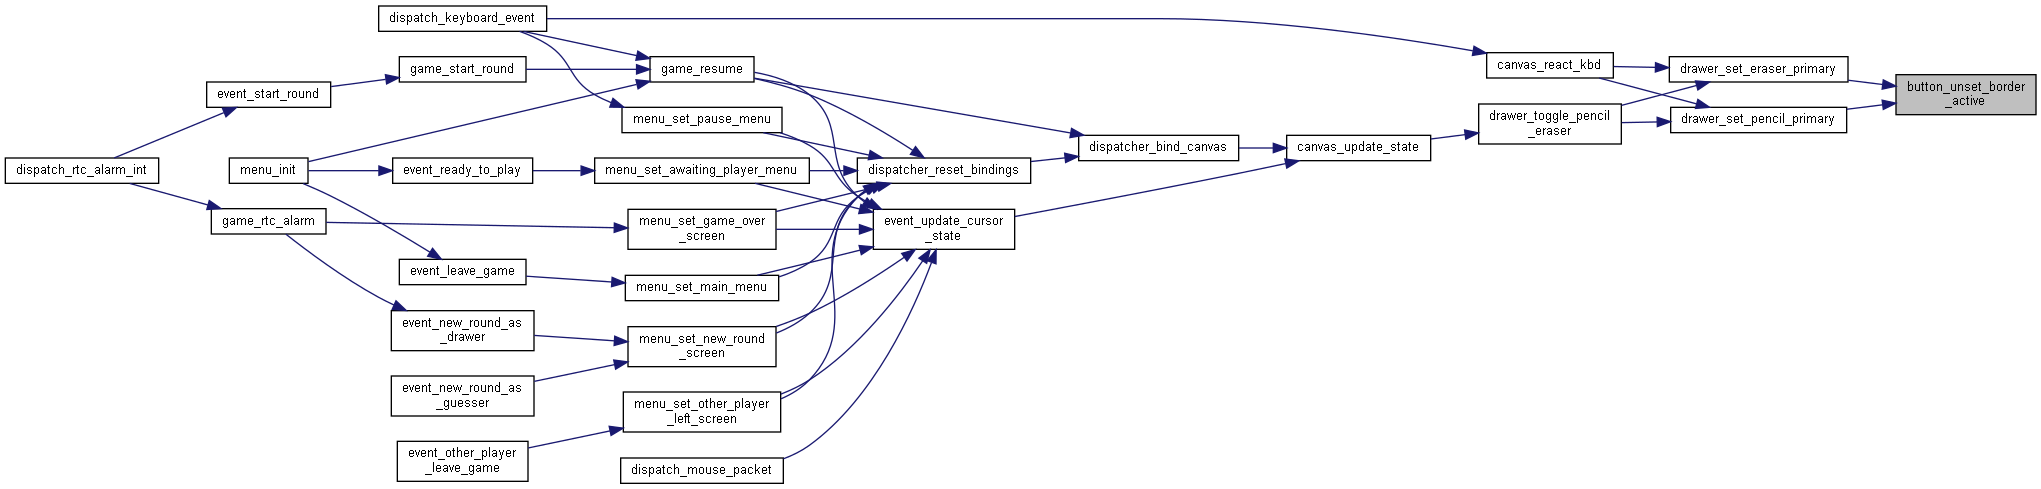 dispatch_keyboard_event
canvas_react_kbd
game_start_round
game_resume
drawer_set_eraser_primary
event_start_round
button_unset_border
_active
menu_set_pause_menu
drawer_toggle_pencil
_eraser
drawer_set_pencil_primary
dispatcher_bind_canvas
canvas_update_state
dispatch_rtc_alarm_int
menu_init
event_ready_to_play
menu_set_awaiting_player_menu
dispatcher_reset_bindings
game_rtc_alarm
menu_set_game_over
_screen
event_update_cursor
_state
event_leave_game
menu_set_main_menu
event_new_round_as
_drawer
menu_set_new_round
_screen
event_new_round_as
_guesser
menu_set_other_player
_left_screen
event_other_player
_leave_game
dispatch_mouse_packet